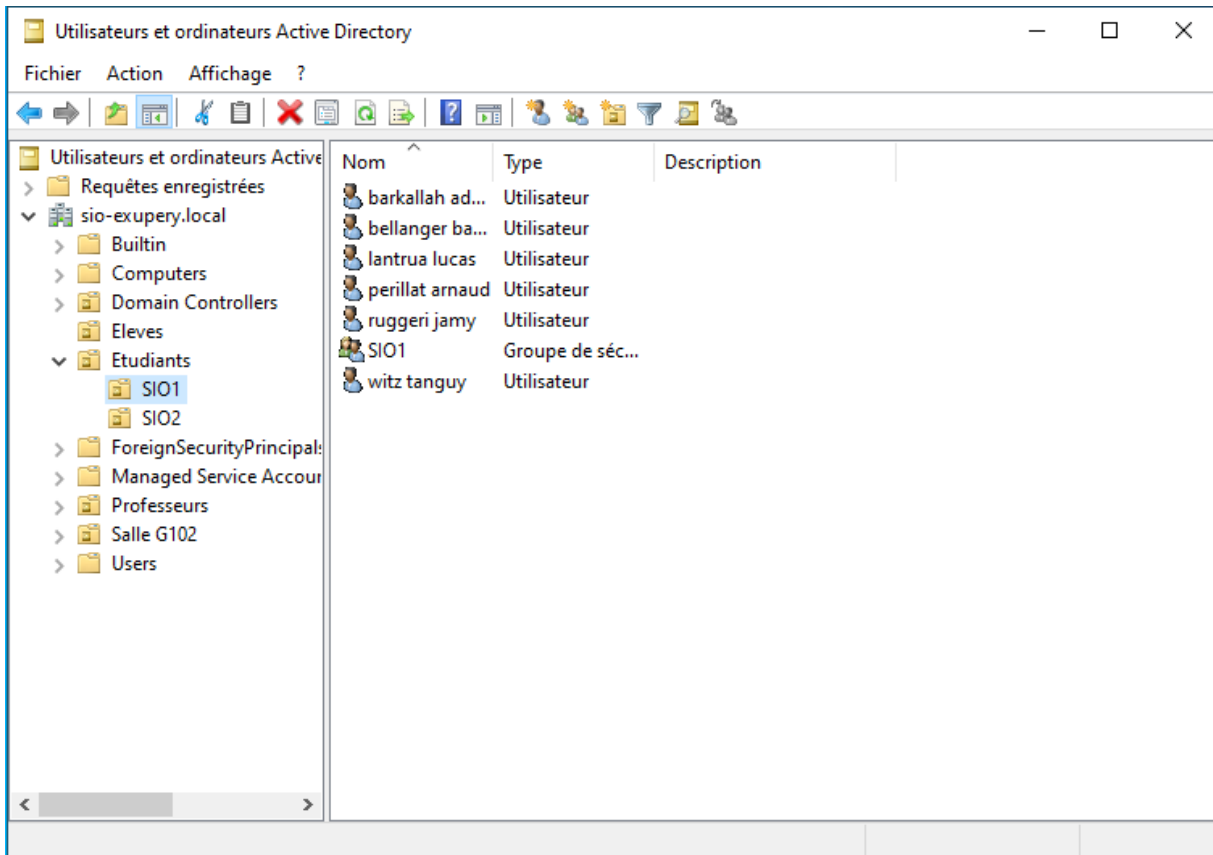 Utilisateurs et ordinateurs Active Directory
Fichier Action Affichage ?
Utilisateurs et ordinateurs Active
Requêtes enregistrées
sio-exupery.local
Builtin
Computers
Domain Controllers
Eleves
Etudiants
SIO1
SIO2
ForeignSecurityPrincipals
Managed Service Accour
Professeurs
Salle G102
Users
Nom Type Description
barkallah ad... Utilisateur
bellanger ba... Utilisateur
lantrua lucas Utilisateur
perillat arnaud Utilisateur
ruggeri jamy Utilisateur
SIO1 Groupe de séc...
witz tanguy Utilisateur